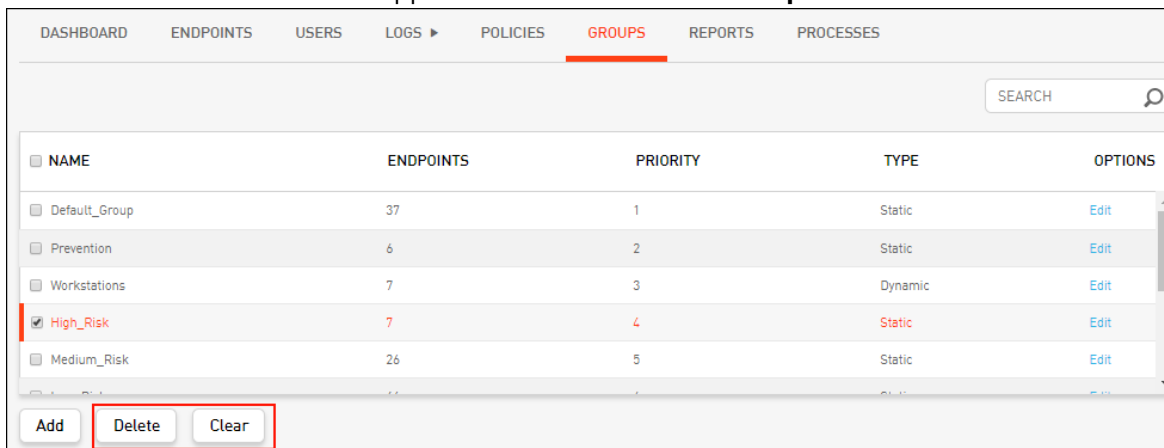 DASHBOARD ENDPOINTS USERS LOGS ▶ POLICIES GROUPS REPORTS PROCESSES
SEARCH
NAME ENDPOINTS PRIORITY TYPE OPTIONS
Default_Group 37 1 Static Edit
Prevention 6 2 Static Edit
Workstations 7 3 Dynamic Edit
High_Risk 7 4 Static Edit
Medium_Risk 26 5 Static Edit
Add Delete Clear